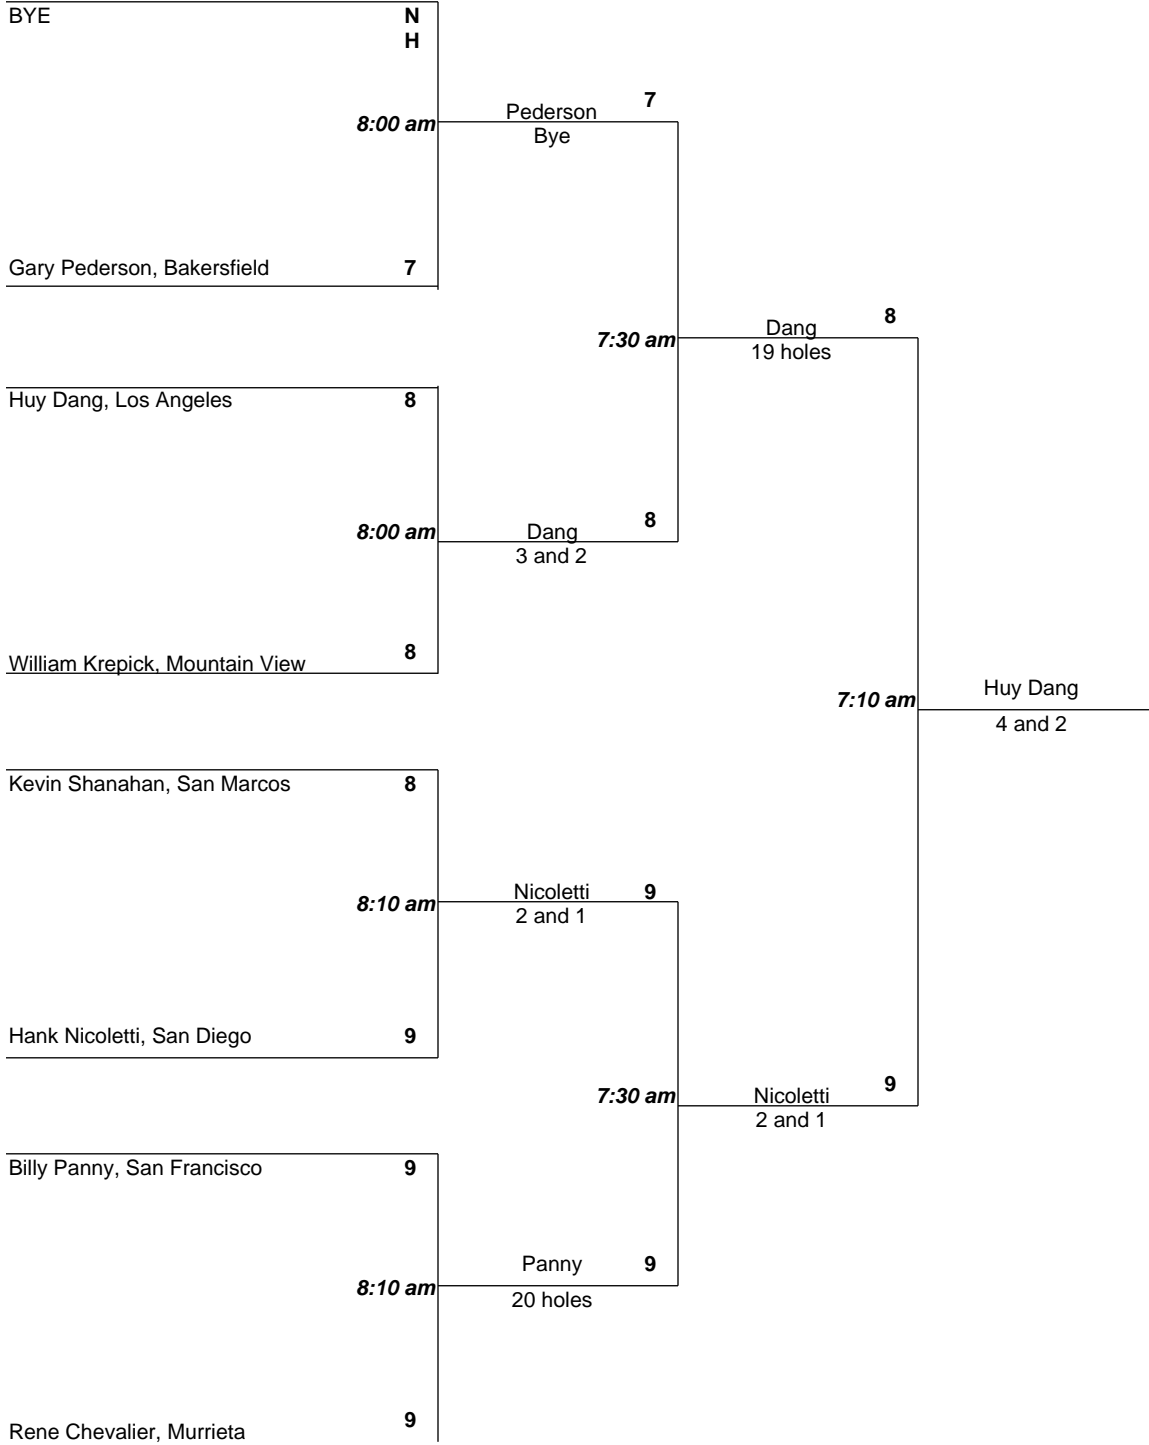 BYE N
H
Pederson 7
8:00 am
Bye
Gary Pederson, Bakersfield 7
Dang 8
7:30 am
19 holes
Huy Dang, Los Angeles 8
8:00 am Dang 8
3 and 2
William Krepick, Mountain View 8
Huy Dang
7:10 am
4 and 2
Kevin Shanahan, San Marcos 8
8:10 am Nicoletti 9
2 and 1
Hank Nicoletti, San Diego 9
7:30 am Nicoletti 9
2 and 1
Billy Panny, San Francisco 9
Panny 9
8:10 am
20 holes
Rene Chevalier, Murrieta 9